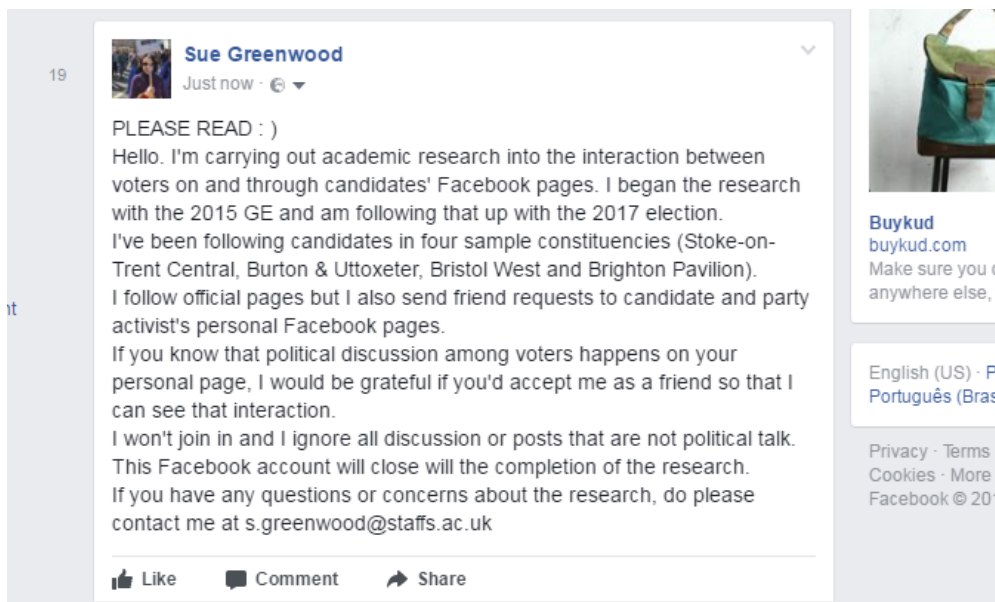 19
Sue Greenwood
Just now ·
PLEASE READ : )
Hello. I'm carrying out academic research into the interaction between
voters on and through candidates' Facebook pages. I began the research
with the 2015 GE and am following that up with the 2017 election.
I've been following candidates in four sample constituencies (Stoke-on-
Trent Central, Burton & Uttoxeter, Bristol West and Brighton Pavilion).
I follow official pages but I also send friend requests to candidate and party
activist's personal Facebook pages.
If you know that political discussion among voters happens on your
personal page, I would be grateful if you'd accept me as a friend so that I
can see that interaction.
I won't join in and I ignore all discussion or posts that are not political talk.
This Facebook account will close will the completion of the research.
If you have any questions or concerns about the research, do please
contact me at s.greenwood@staffs.ac.uk
Like Comment Share
Buykud
buykud.com
Make sure you
anywhere else,
English (US) ·
Português (Bras
Privacy · Terms
Cookies · More
Facebook ©